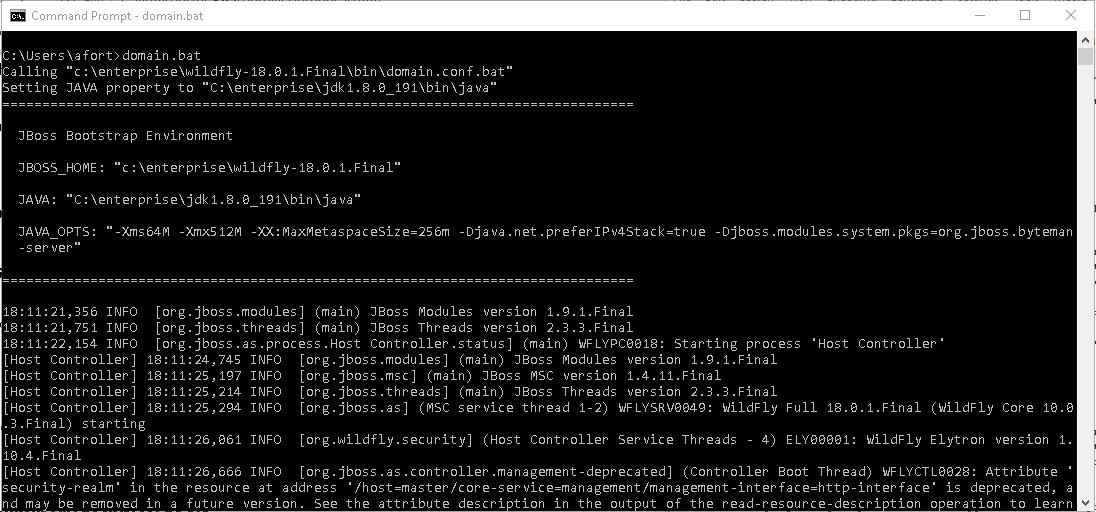 Command Prompt - domain.bat
C:\Users\afort>domain.bat
Calling "c:\enterprise\wildfly-18.0.1.Final\bin\domain.conf.bat"
Setting JAVA property to "C:\enterprise\jdk1.8.0_191\bin\java"
===============================================================================
JBoss Bootstrap Environment
JBOSS_HOME: "c:\enterprise\wildfly-18.0.1.Final"
JAVA: "C:\enterprise\jdk1.8.0_191\bin\java"
JAVA_OPTS: "-Xms64M -Xmx512M -XX:MaxMetaspaceSize=256m -Djava.net.preferIPv4Stack=true -Djboss.modules.system.pkgs=org.jboss.byteman
-server"
===============================================================================
18:11:21,356 INFO  [org.jboss.modules] (main) JBoss Modules version 1.9.1.Final
18:11:21,751 INFO  [org.jboss.threads] (main) JBoss Threads version 2.3.3.Final
18:11:22,154 INFO  [org.jboss.as.process.Host Controller.status] (main) WFLYPC0018: Starting process 'Host Controller'
[Host Controller] 18:11:24,745 INFO  [org.jboss.modules] (main) JBoss Modules version 1.9.1.Final
[Host Controller] 18:11:25,197 INFO  [org.jboss.msc] (main) JBoss MSC version 1.4.11.Final
[Host Controller] 18:11:25,214 INFO  [org.jboss.threads] (main) JBoss Threads version 2.3.3.Final
[Host Controller] 18:11:25,294 INFO  [org.jboss.as] (MSC service thread 1-2) WFLYSRV0049: WildFly Full 18.0.1.Final (WildFly Core 10.0
.3.Final) starting
[Host Controller] 18:11:26,061 INFO  [org.wildfly.security] (Host Controller Service Threads - 4) ELY00001: WildFly Elytron version 1.
10.4.Final
[Host Controller] 18:11:26,666 INFO  [org.jboss.as.controller.management-deprecated] (Controller Boot Thread) WFLYCTL0028: Attribute '
security-realm' in the resource at address '/host=master/core-service=management/management-interface=http-interface' is deprecated, a
nd may be removed in a future version. See the attribute description in the output of the read-resource-description operation to learn